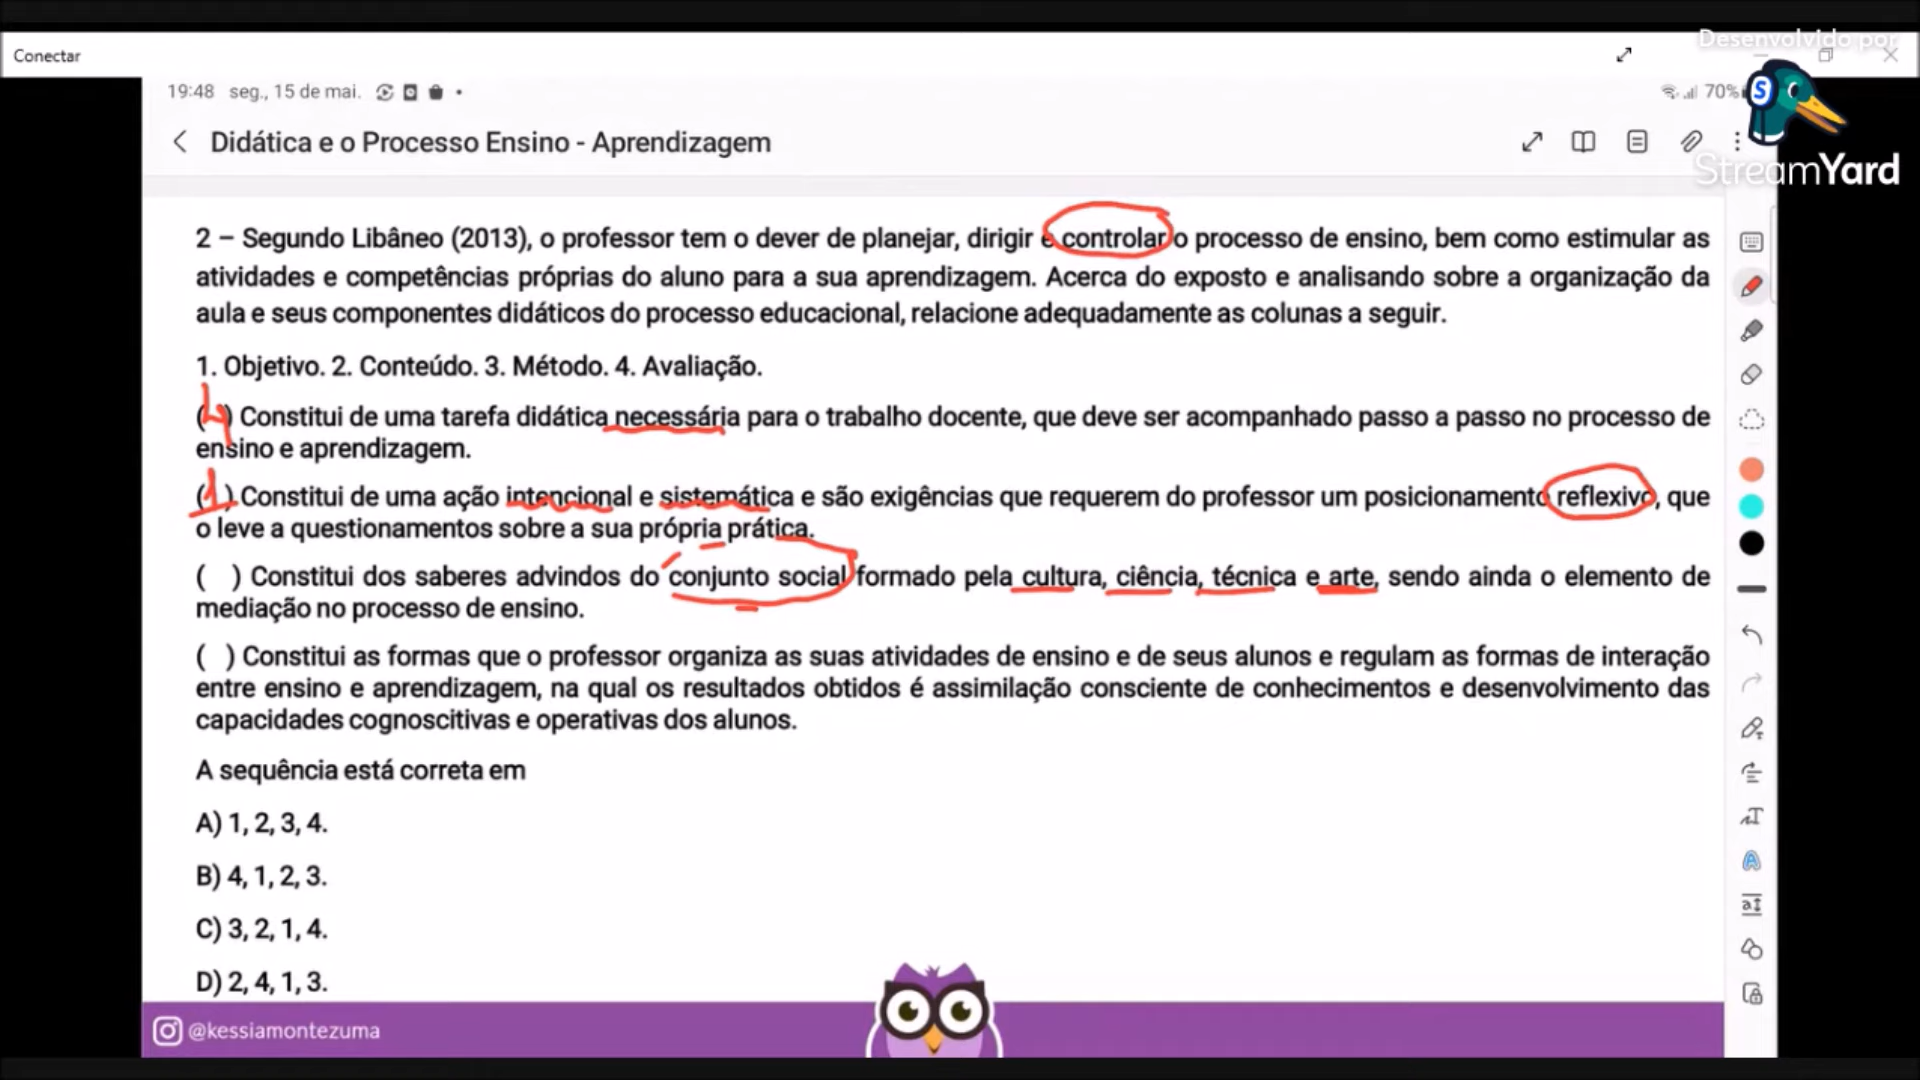 Desenvolvido por
Conectar
19:48 seg., 15 de mai.
70%
Didática e o Processo Ensino - Aprendizagem
StreamYard
2 – Segundo Libâneo (2013), o professor tem o dever de planejar, dirigir e controlar o processo de ensino, bem como estimular as
atividades e competências próprias do aluno para a sua aprendizagem. Acerca do exposto e analisando sobre a organização da
aula e seus componentes didáticos do processo educacional, relacione adequadamente as colunas a seguir.
1. Objetivo. 2. Conteúdo. 3. Método. 4. Avaliação.
(4) Constitui de uma tarefa didática necessária para o trabalho docente, que deve ser acompanhado passo a passo no processo de
ensino e aprendizagem.
(1) Constitui de uma ação intencional e sistemática e são exigências que requerem do professor um posicionamento reflexivo, que
o leve a questionamentos sobre a sua própria prática.
( ) Constitui dos saberes advindos do conjunto social formado pela cultura, ciência, técnica e arte, sendo ainda o elemento de
mediação no processo de ensino.
( ) Constitui as formas que o professor organiza as suas atividades de ensino e de seus alunos e regulam as formas de interação
entre ensino e aprendizagem, na qual os resultados obtidos é assimilação consciente de conhecimentos e desenvolvimento das
capacidades cognoscitivas e operativas dos alunos.
A sequência está correta em
A) 1, 2, 3, 4.
B) 4, 1, 2, 3.
C) 3, 2, 1, 4.
D) 2, 4, 1, 3.
@kessiamontezuma